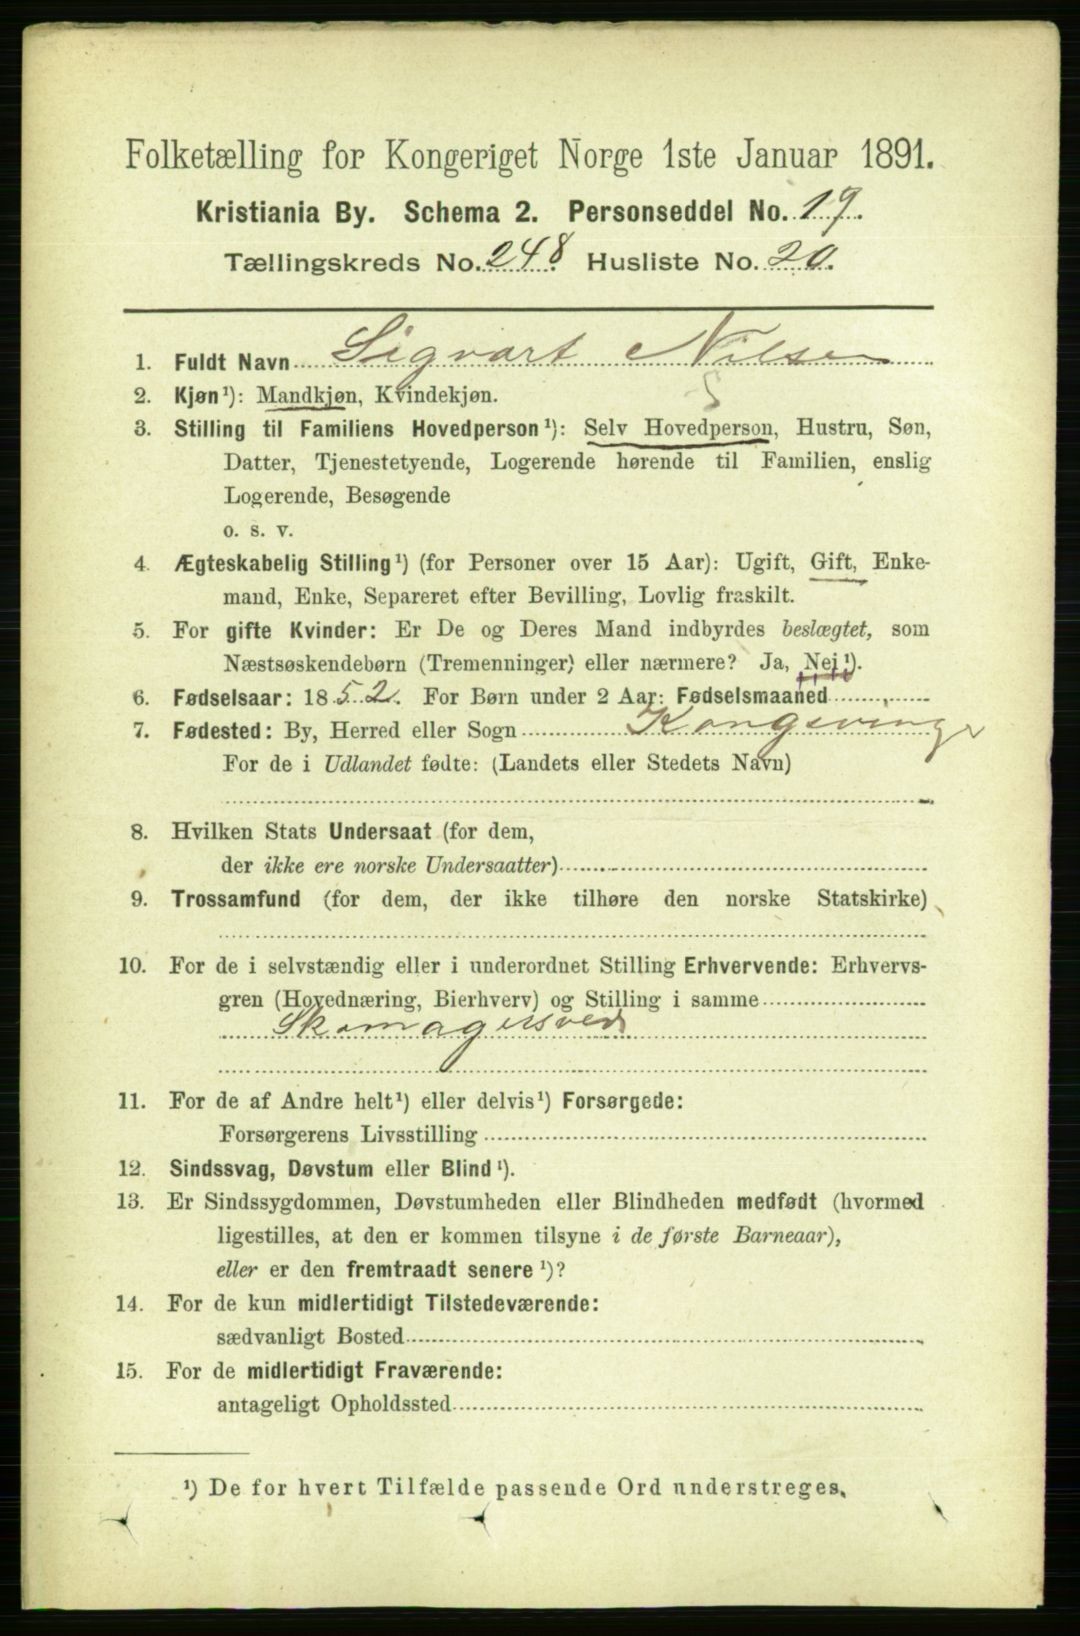 Folketælling for Kongeriget Norge 1ste Januar 1891.
Kristiania By. Schema 2. Personseddel No. 19.
Tællingskreds No. 248. Husliste No. 20.
1. Fuldt Navn Sigvart Nilsen
2. Kjøn¹): Mandkjøn, Kvindekjøn. S
3. Stilling til Familiens Hovedperson¹): Selv Hovedperson, Hustru, Søn,
Datter, Tjenestetyende, Logerende hørende til Familien, enslig
Logerende, Besøgende
o. s. v.
4. Ægteskabelig Stilling¹) (for Personer over 15 Aar): Ugift, Gift, Enke-
mand, Enke, Separeret efter Bevilling, Lovlig fraskilt.
5. For gifte Kvinder: Er De og Deres Mand indbyrdes beslægtet, som
Næstsøskendebørn (Tremenninger) eller nærmere? Ja, Nej¹).
6. Fødselsaar: 1852. For Børn under 2 Aar: Fødselsmaaned
7. Fødested: By, Herred eller Sogn Kongsvinger
For de i Udlandet fødte: (Landets eller Stedets Navn)
8. Hvilken Stats Undersaat (for dem,
der ikke ere norske Undersaatter)
9. Trossamfund (for dem, der ikke tilhøre den norske Statskirke)
10. For de i selvstændig eller i underordnet Stilling Erhvervende: Erhvervs-
gren (Hovednæring, Bierhverv) og Stilling i samme
Skomagersved
11. For de af Andre helt¹) eller delvis¹) Forsørgede:
Forsørgerens Livsstilling
12. Sindssvag, Døvstum eller Blind¹).
13. Er Sindssygdommen, Døvstumheden eller Blindheden medfødt (hvormed
ligestilles, at den er kommen tilsyne i de første Barneaar),
eller er den fremtraadt senere¹)?
14. For de kun midlertidigt Tilstedeværende:
sædvanligt Bosted
15. For de midlertidigt Fraværende:
antageligt Opholdssted
¹) De for hvert Tilfælde passende Ord understreges.